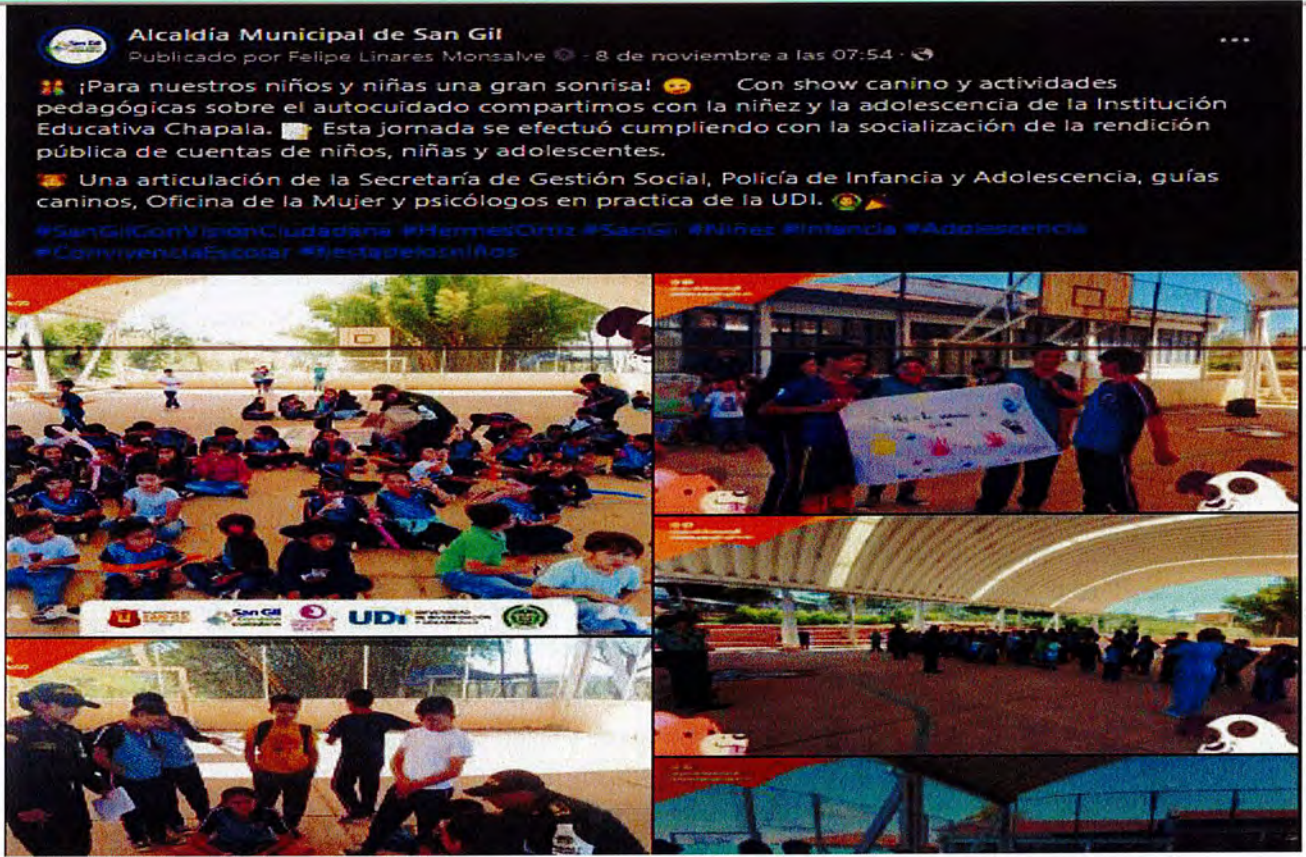 Alcaldía Municipal de San Gil
Publicado por Felipe Linares Monsalve · 8 de noviembre a las 07:54 ·
¡Para nuestros niños y niñas una gran sonrisa! Con show canino y actividades
pedagógicas sobre el autocuidado compartimos con la niñez y la adolescencia de la Institución
Educativa Chapala. Esta jornada se efectuó cumpliendo con la socialización de la rendición
pública de cuentas de niños, niñas y adolescentes.
Una articulación de la Secretaría de Gestión Social, Policía de Infancia y Adolescencia, guías
caninos, Oficina de la Mujer y psicólogos en practica de la UDI.
#SanGilConVisiónCiudadana #HermesOrtiz #SanGil #Niñez #Infancia #Adolescencia
#ConvivenciaEscolar #fiestadelosniños
San Gil
UDI